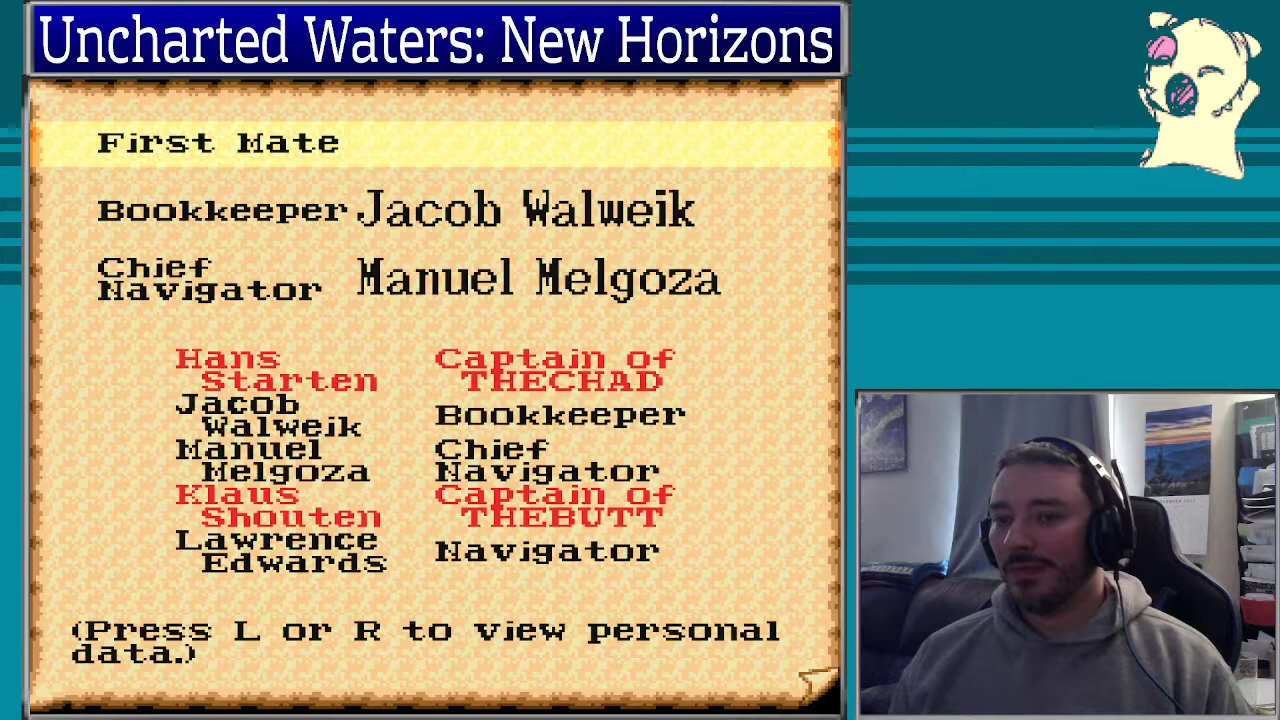 Uncharted Waters: New Horizons
First Mate
Bookkeeper Jacob Walweik
Chief
Navigator Manuel Melgoza
Hans Captain of
Starten THECHAD
Jacob
Walweik Bookkeeper
Manuel Chief
Melgoza Navigator
Klaus Captain of
Shouten THEBUTT
Lawrence
Edwards Navigator
(Press L or R to view personal
data.)